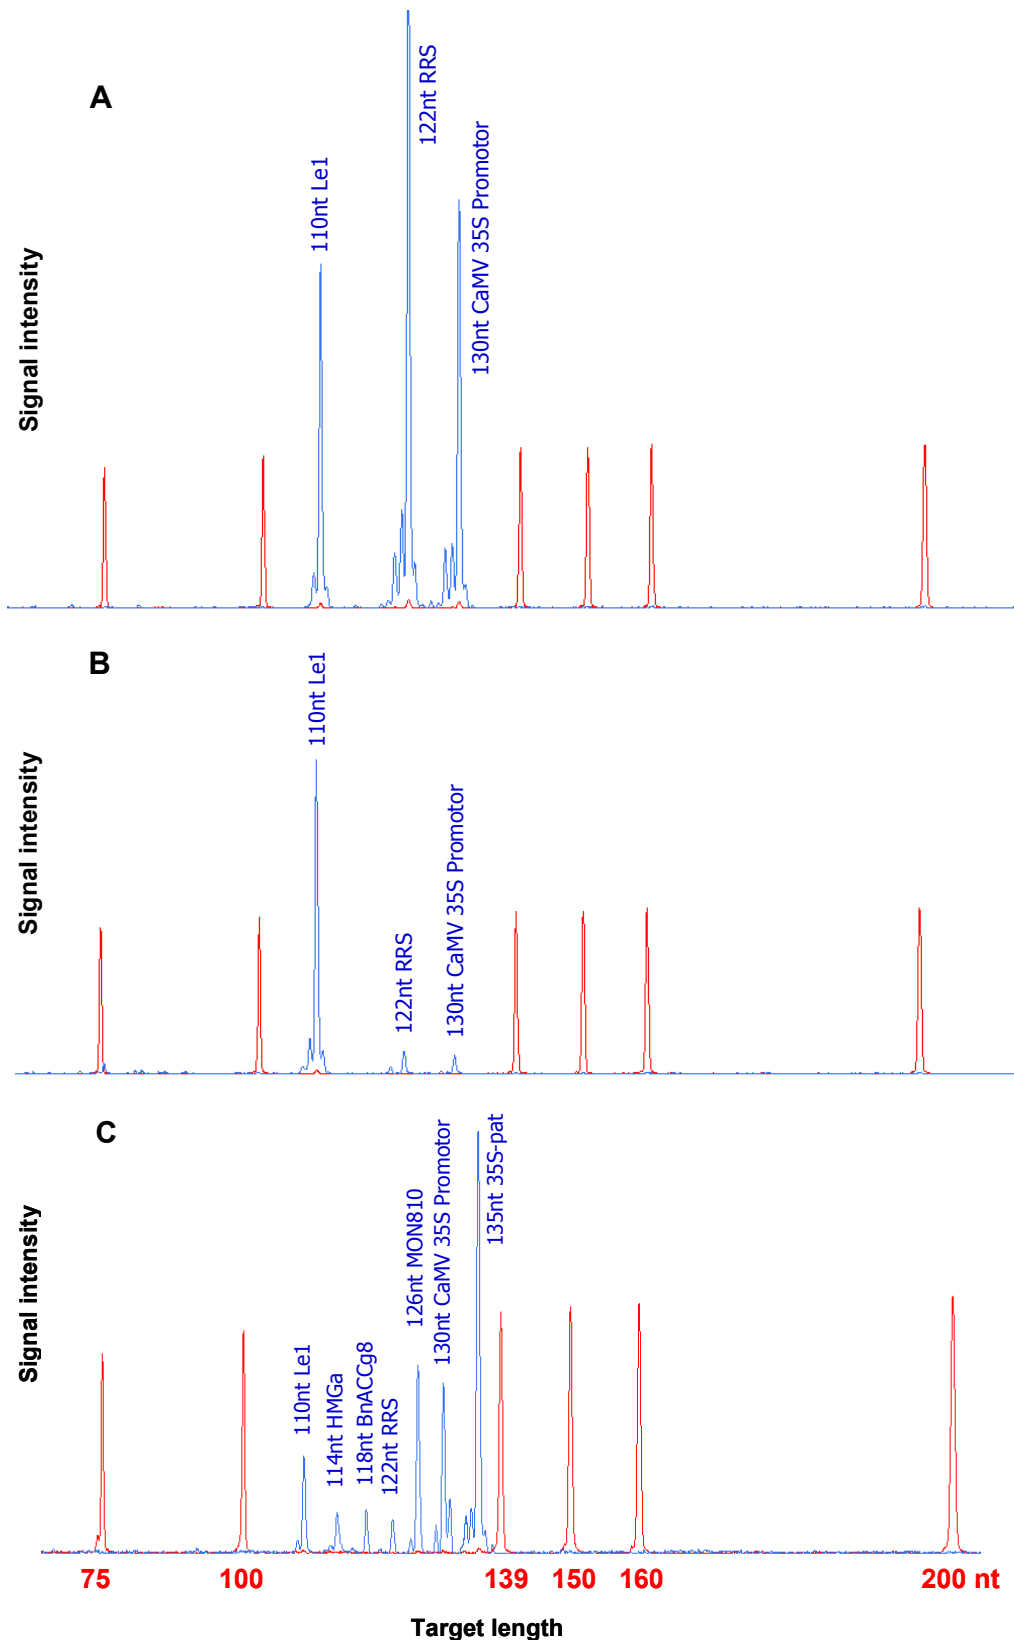 A
Signal intensity
110nt Le1
122nt RRS
130nt CaMV 35S Promotor
B
Signal intensity
110nt Le1
122nt RRS
130nt CaMV 35S Promotor
C
Signal intensity
110nt Le1
114nt HMGa
118nt BnACCg8
122nt RRS
126nt MON810
130nt CaMV 35S Promotor
135nt 35S-pat
75 100 139 150 160 200 nt
Target length